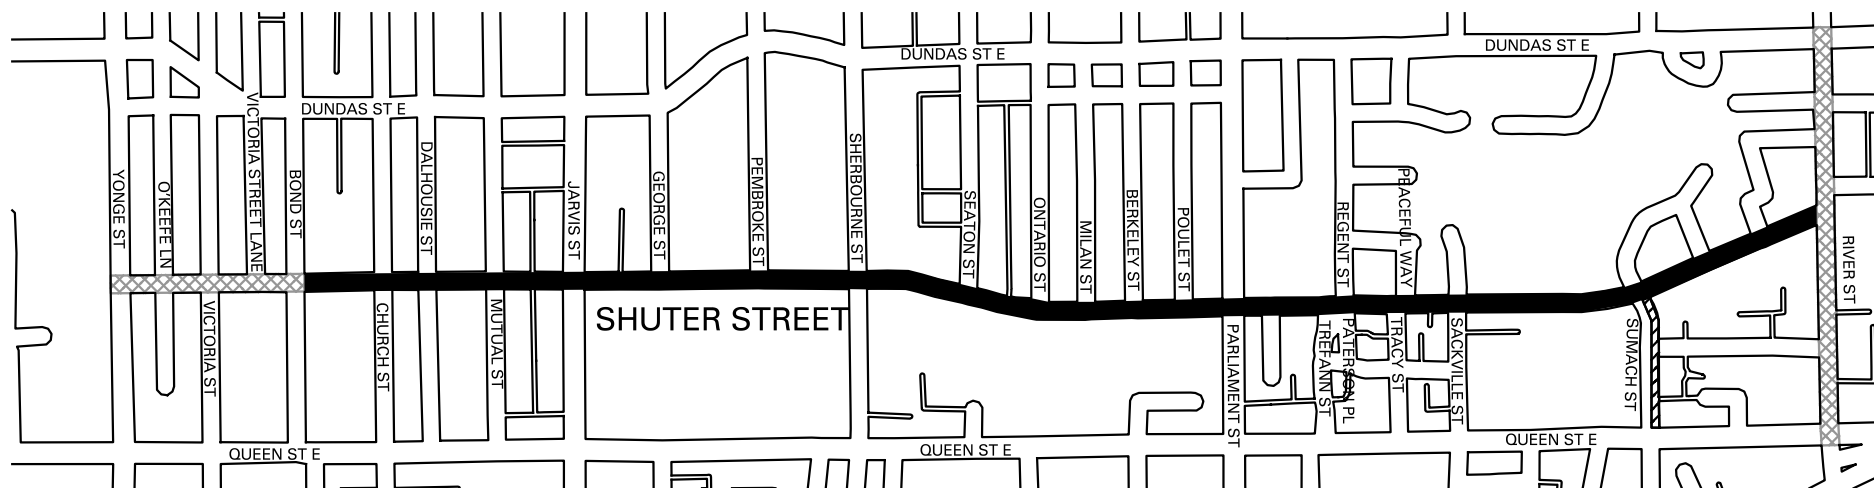 DUNDAS ST E
DUNDAS ST E
DUNDAS ST E
YONGE ST
O'KEEFE LN
VICTORIA STREET LANE
BOND ST
DALHOUSIE ST
JARVIS ST
GEORGE ST
PEMBROKE ST
SHERBOURNE ST
SEATON ST
ONTARIO ST
MILAN ST
BERKELEY ST
POULET ST
REGENT ST
PEACEFUL WAY
RIVER ST
SHUTER STREET
VICTORIA ST
CHURCH ST
MUTUAL ST
PARLIAMENT ST
TREFANN ST
PATERSON PL
TRACY ST
SACKVILLE ST
SUMACH ST
QUEEN ST E
QUEEN ST E
QUEEN ST E